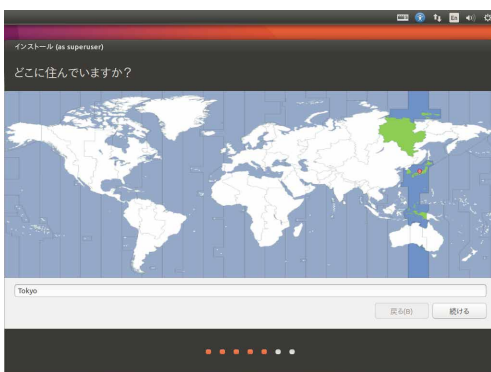 En
インストール (as superuser)
どこに住んでいますか？
Tokyo
戻る(B)
続ける